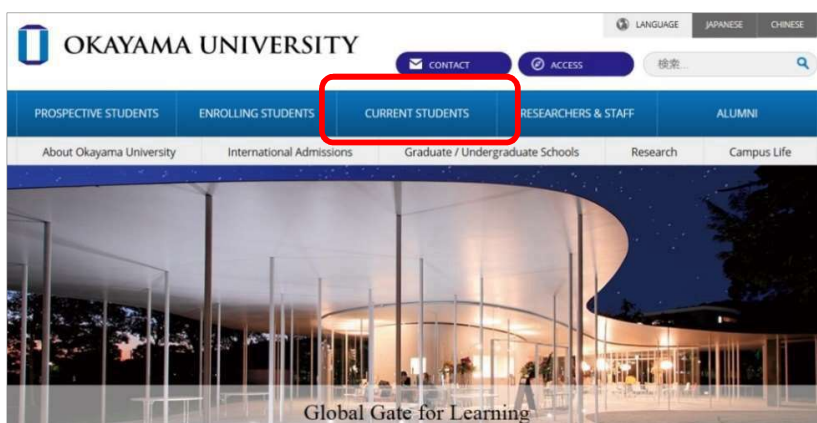 LANGUAGE JAPANESE CHINESE
OKAYAMA UNIVERSITY
CONTACT ACCESS 検索...
PROSPECTIVE STUDENTS ENROLLING STUDENTS CURRENT STUDENTS RESEARCHERS & STAFF ALUMNI
About Okayama University International Admissions Graduate / Undergraduate Schools Research Campus Life
Global Gate for Learning